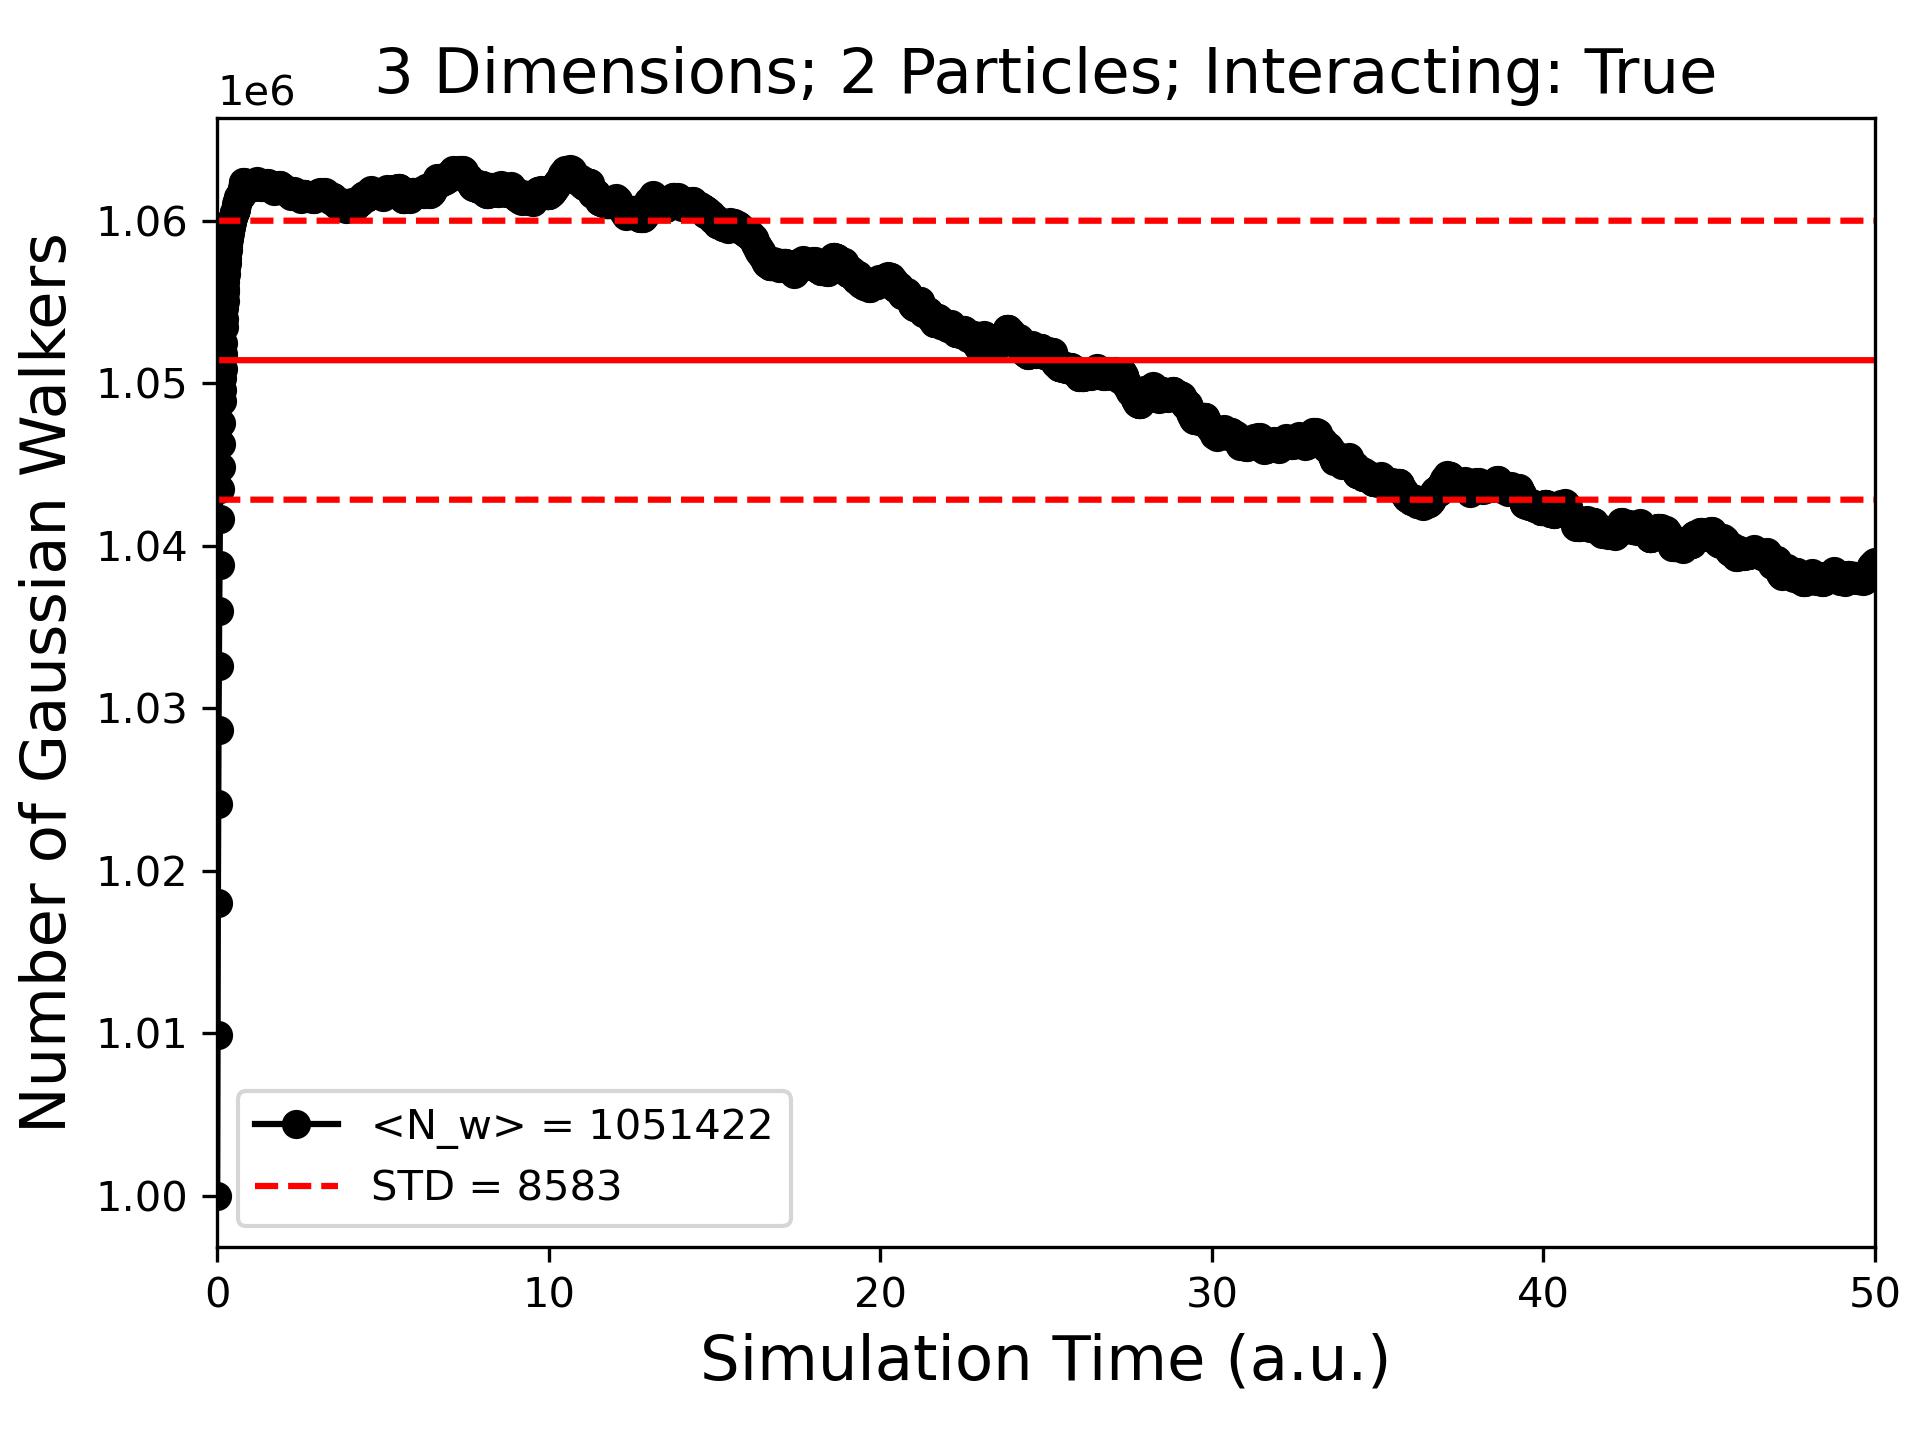 3 Dimensions; 2 Particles; Interacting: True
1e6
Number of Gaussian Walkers
1.06
1.05
1.04
1.03
1.02
1.01
1.00
<N_w> = 1051422
STD = 8583
0 10 20 30 40 50
Simulation Time (a.u.)